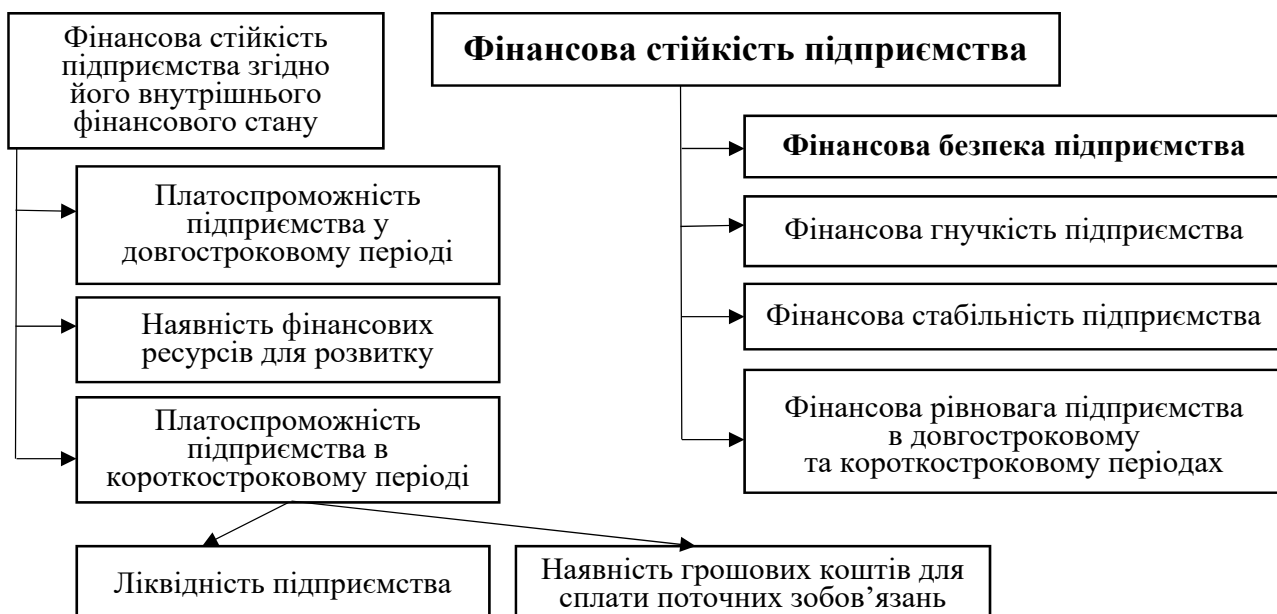 Фінансова стійкість
підприємства згідно
його внутрішнього
фінансового стану
Платоспроможність
підприємства у
довгостроковому періоді
Наявність фінансових
ресурсів для розвитку
Платоспроможність
підприємства в
короткостроковому періоді
Ліквідність підприємства
Наявність грошових коштів для
сплати поточних зобов’язань
Фінансова стійкість підприємства
Фінансова безпека підприємства
Фінансова гнучкість підприємства
Фінансова стабільність підприємства
Фінансова рівновага підприємства
в довгостроковому
та короткостроковому періодах